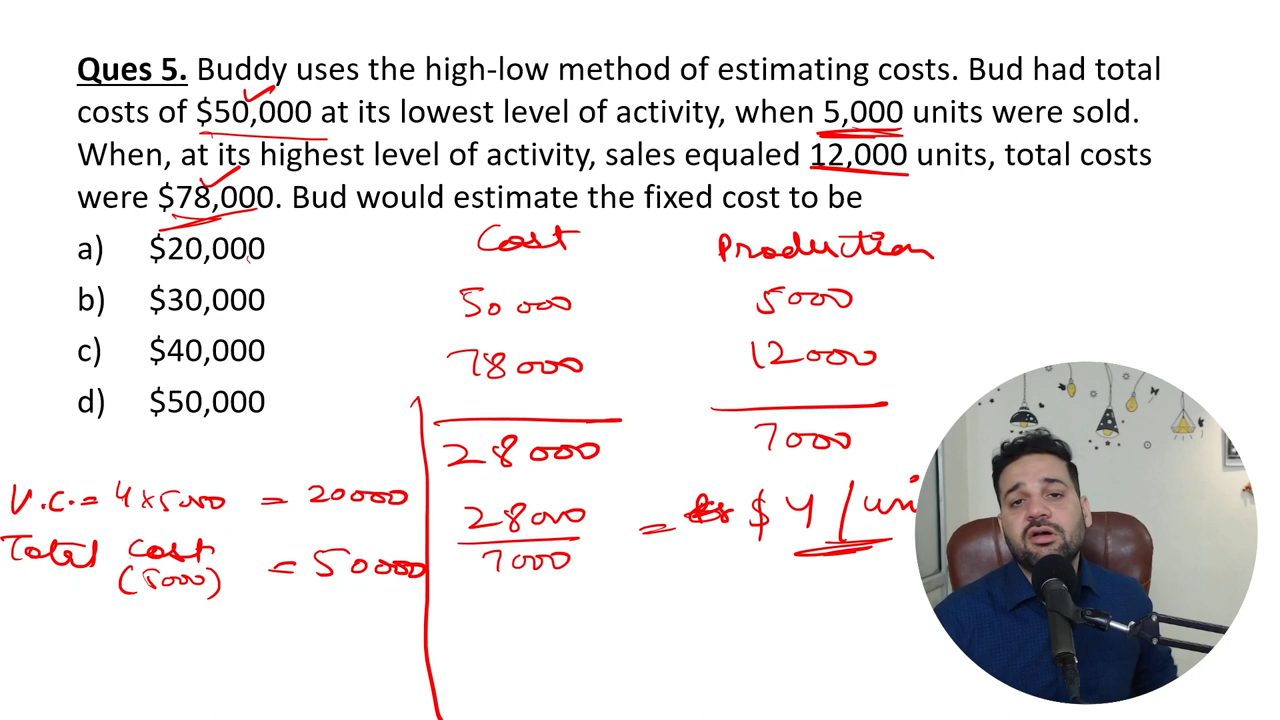 Ques 5. Buddy uses the high-low method of estimating costs. Bud had total
costs of $50,000 at its lowest level of activity, when 5,000 units were sold.
When, at its highest level of activity, sales equaled 12,000 units, total costs
were $78,000. Bud would estimate the fixed cost to be
a) $20,000
b) $30,000
c) $40,000
d) $50,000
Cost Production
50000 5000
78000 12000
28000 7000
28000 / 7000 = $ 4 / uni
V.C. = 4 x 5000 = 20000
Total Cost = 50000
(5000)